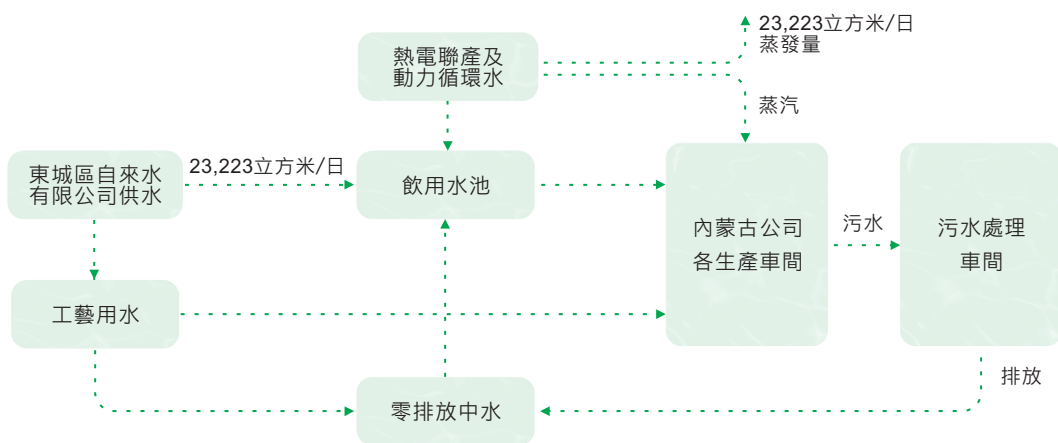 23,223立方米/日
蒸發量
熱電聯產及
動力循環水
蒸汽
東城區自來水
有限公司供水
23,223立方米/日
飲用水池
內蒙古公司
各生產車間
污水
污水處理
車間
工藝用水
排放
零排放中水